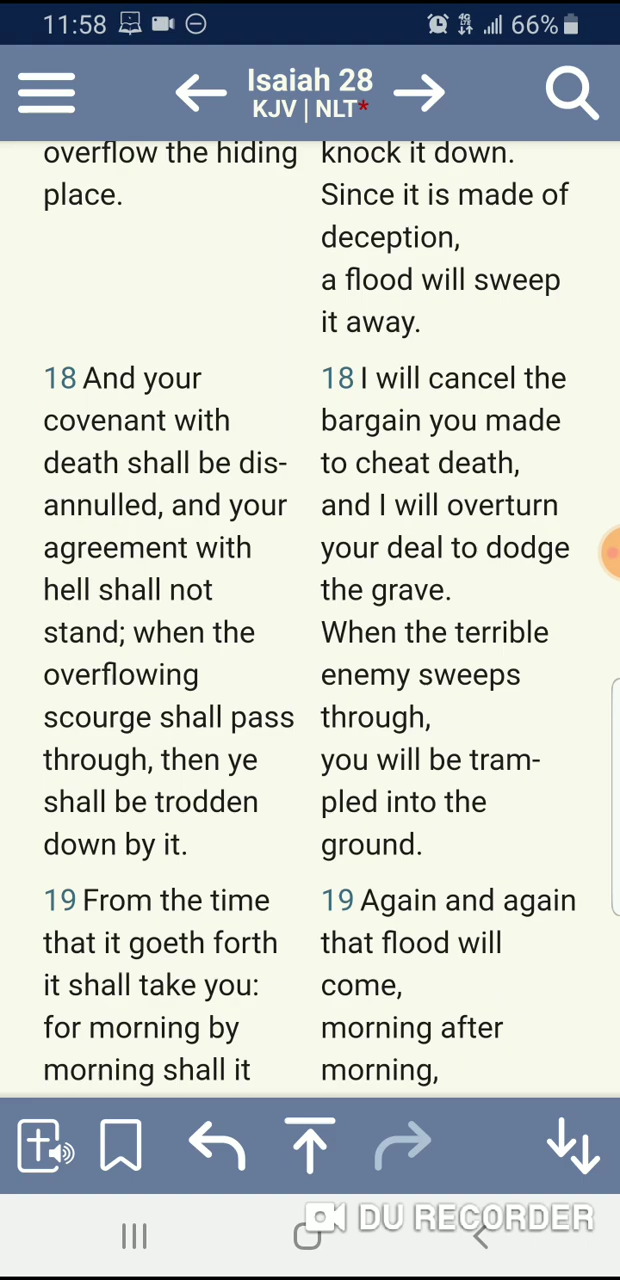 11:58
66%
Isaiah 28
KJV | NLT*
overflow the hiding
place.
knock it down.
Since it is made of
deception,
a flood will sweep
it away.
18 And your
covenant with
death shall be dis-
annulled, and your
agreement with
hell shall not
stand; when the
overflowing
scourge shall pass
through, then ye
shall be trodden
down by it.
18 I will cancel the
bargain you made
to cheat death,
and I will overturn
your deal to dodge
the grave.
When the terrible
enemy sweeps
through,
you will be tram-
pled into the
ground.
19 From the time
that it goeth forth
it shall take you:
for morning by
morning shall it
19 Again and again
that flood will
come,
morning after
morning,
DU RECORDER